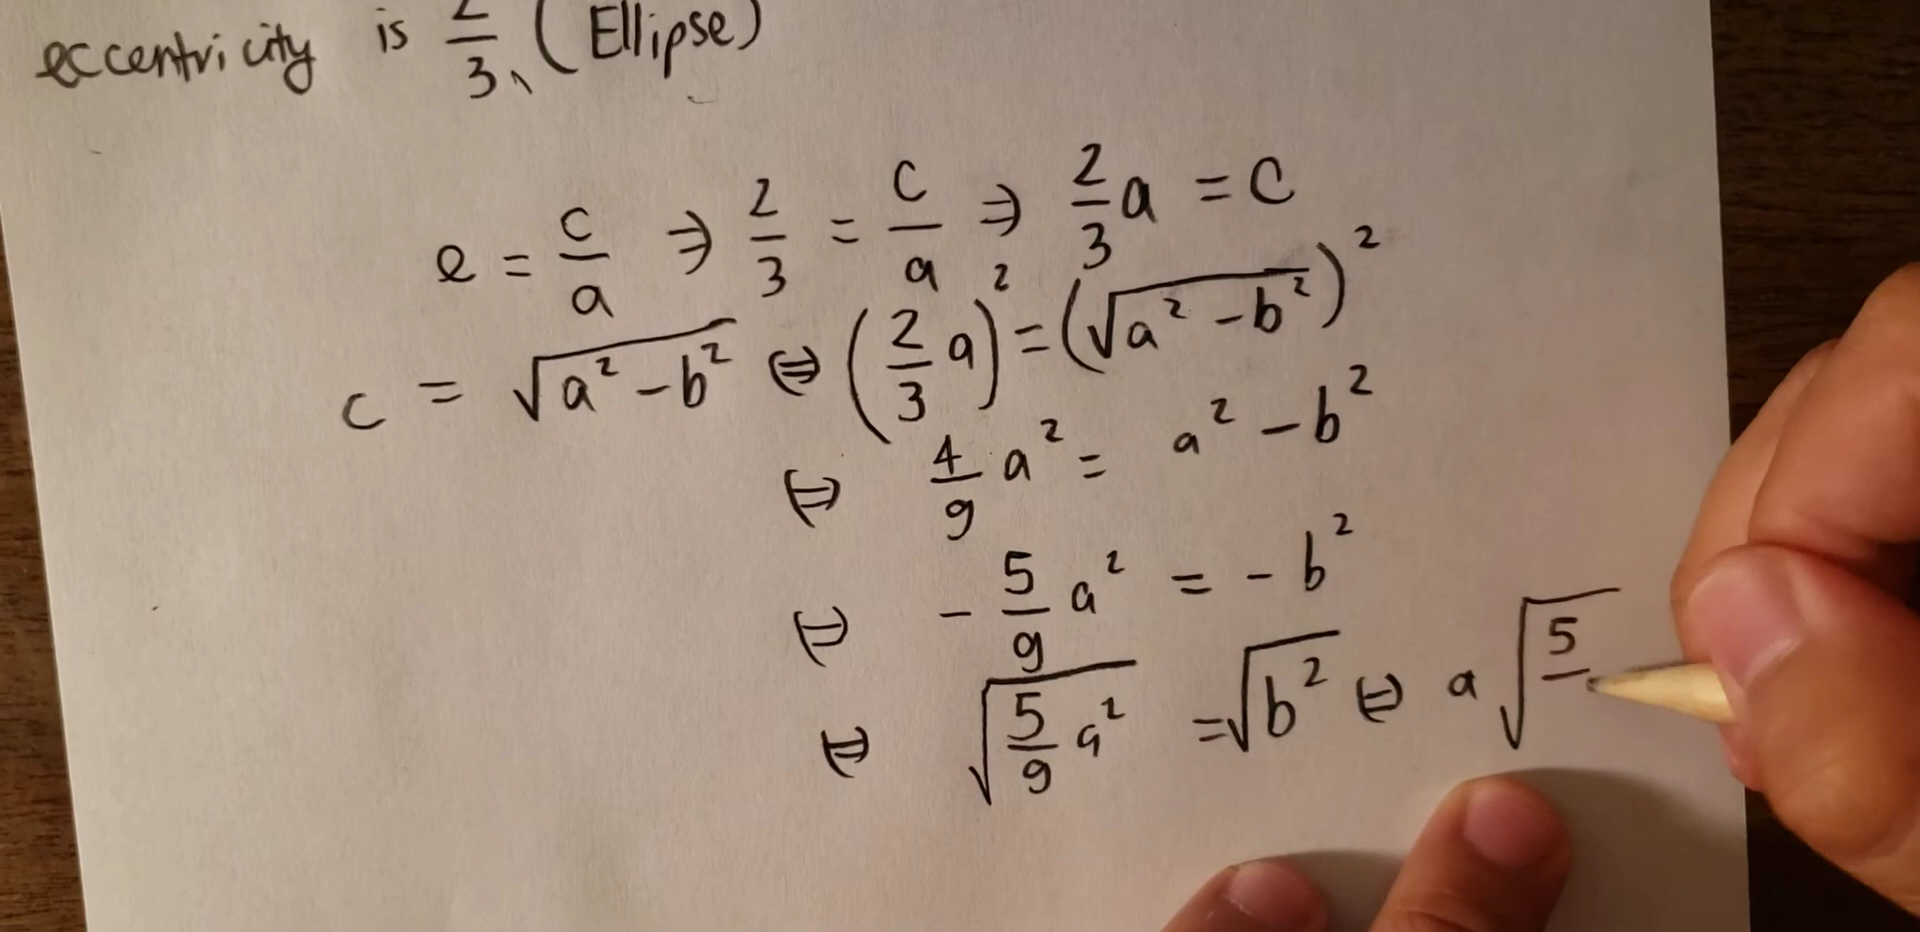 eccentricity is 2/3, (Ellipse)
e = c/a ⇒ 2/3 = c/a ⇒ 2/3 a = c
c = √(a² - b²) ⇔ (2/3 a)² = (√(a² - b²))²
⇔ 4/9 a² = a² - b²
⇔ - 5/9 a² = - b²
⇔ √(5/9 a²) = √(b²) ⇔ a √(5/